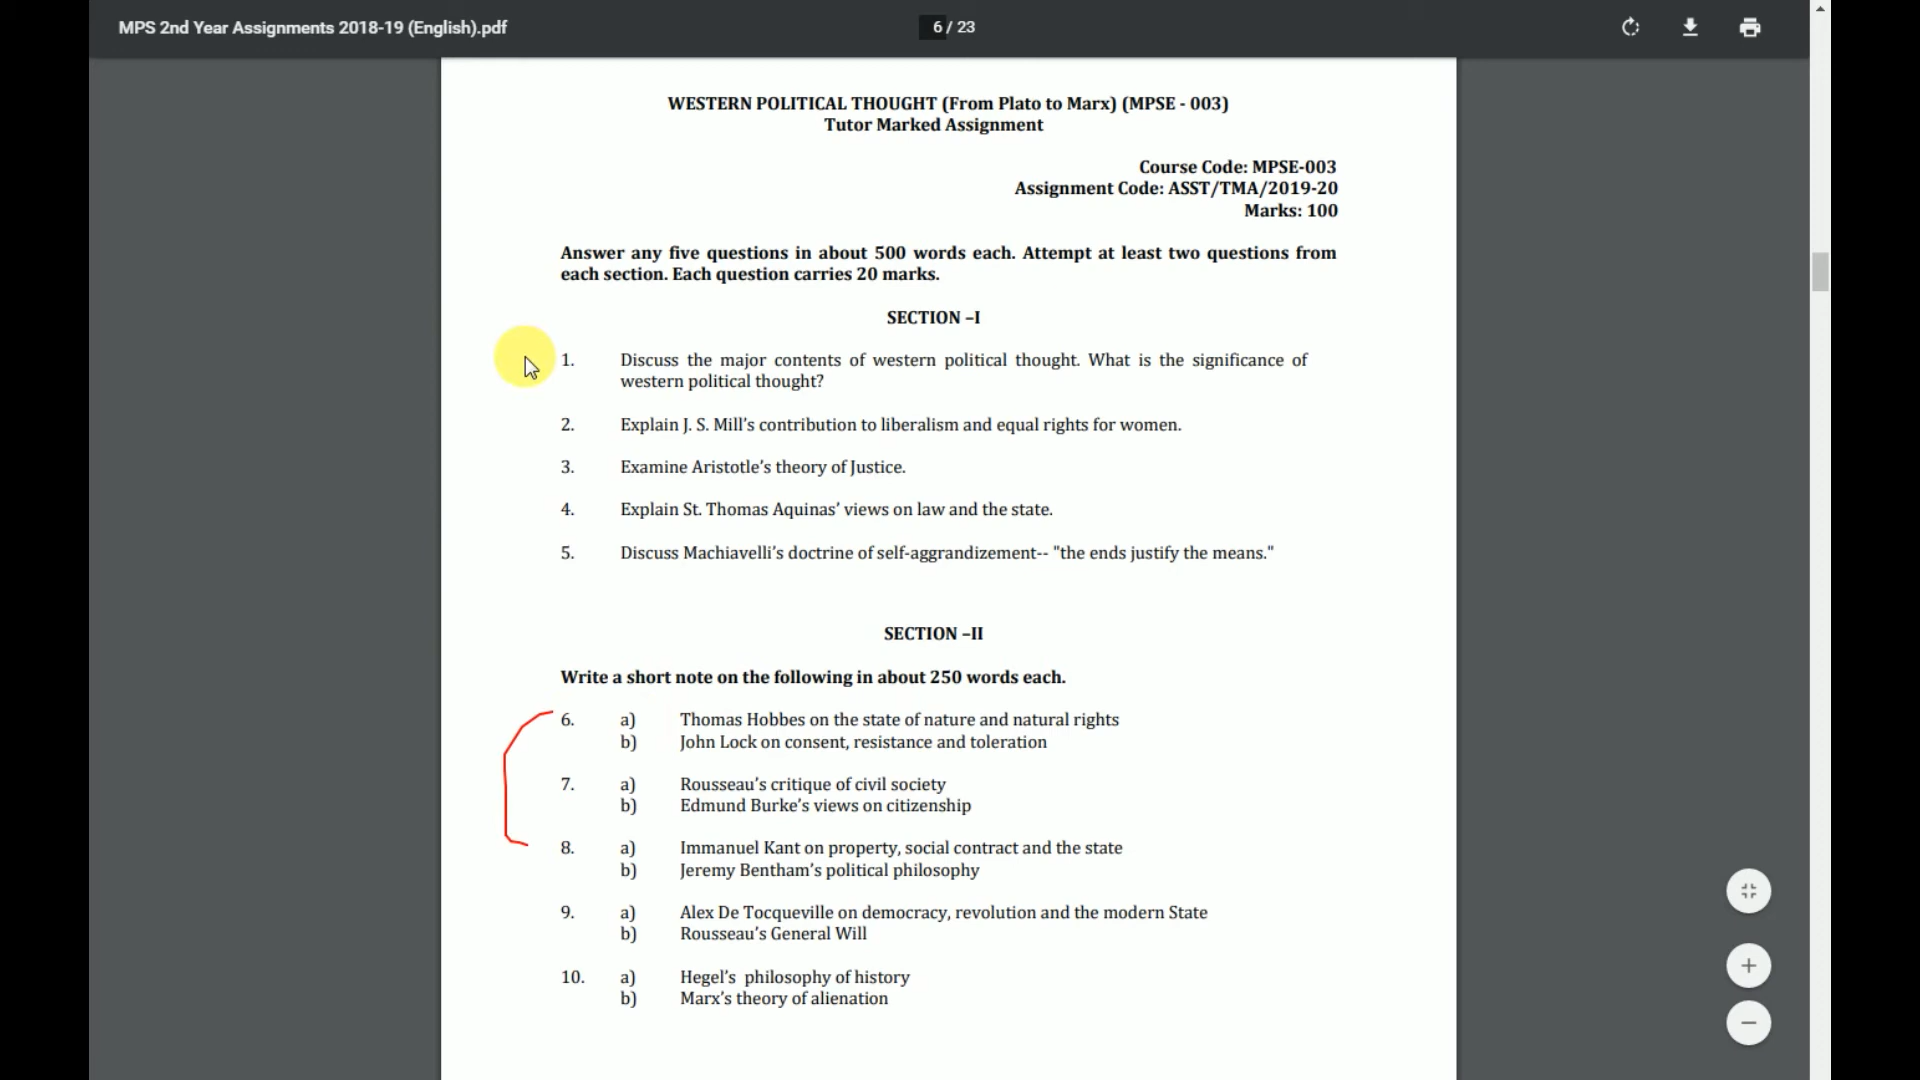 MPS 2nd Year Assignments 2018-19 (English).pdf
6 / 23
WESTERN POLITICAL THOUGHT (From Plato to Marx) (MPSE - 003)
Tutor Marked Assignment
Course Code: MPSE-003
Assignment Code: ASST/TMA/2019-20
Marks: 100
Answer any five questions in about 500 words each. Attempt at least two questions from
each section. Each question carries 20 marks.
SECTION –I
1. Discuss the major contents of western political thought. What is the significance of
western political thought?
2. Explain J. S. Mill’s contribution to liberalism and equal rights for women.
3. Examine Aristotle’s theory of Justice.
4. Explain St. Thomas Aquinas’ views on law and the state.
5. Discuss Machiavelli’s doctrine of self-aggrandizement-- "the ends justify the means."
SECTION –II
Write a short note on the following in about 250 words each.
6. a) Thomas Hobbes on the state of nature and natural rights
b) John Lock on consent, resistance and toleration
7. a) Rousseau’s critique of civil society
b) Edmund Burke’s views on citizenship
8. a) Immanuel Kant on property, social contract and the state
b) Jeremy Bentham’s political philosophy
9. a) Alex De Tocqueville on democracy, revolution and the modern State
b) Rousseau’s General Will
10. a) Hegel’s philosophy of history
b) Marx’s theory of alienation